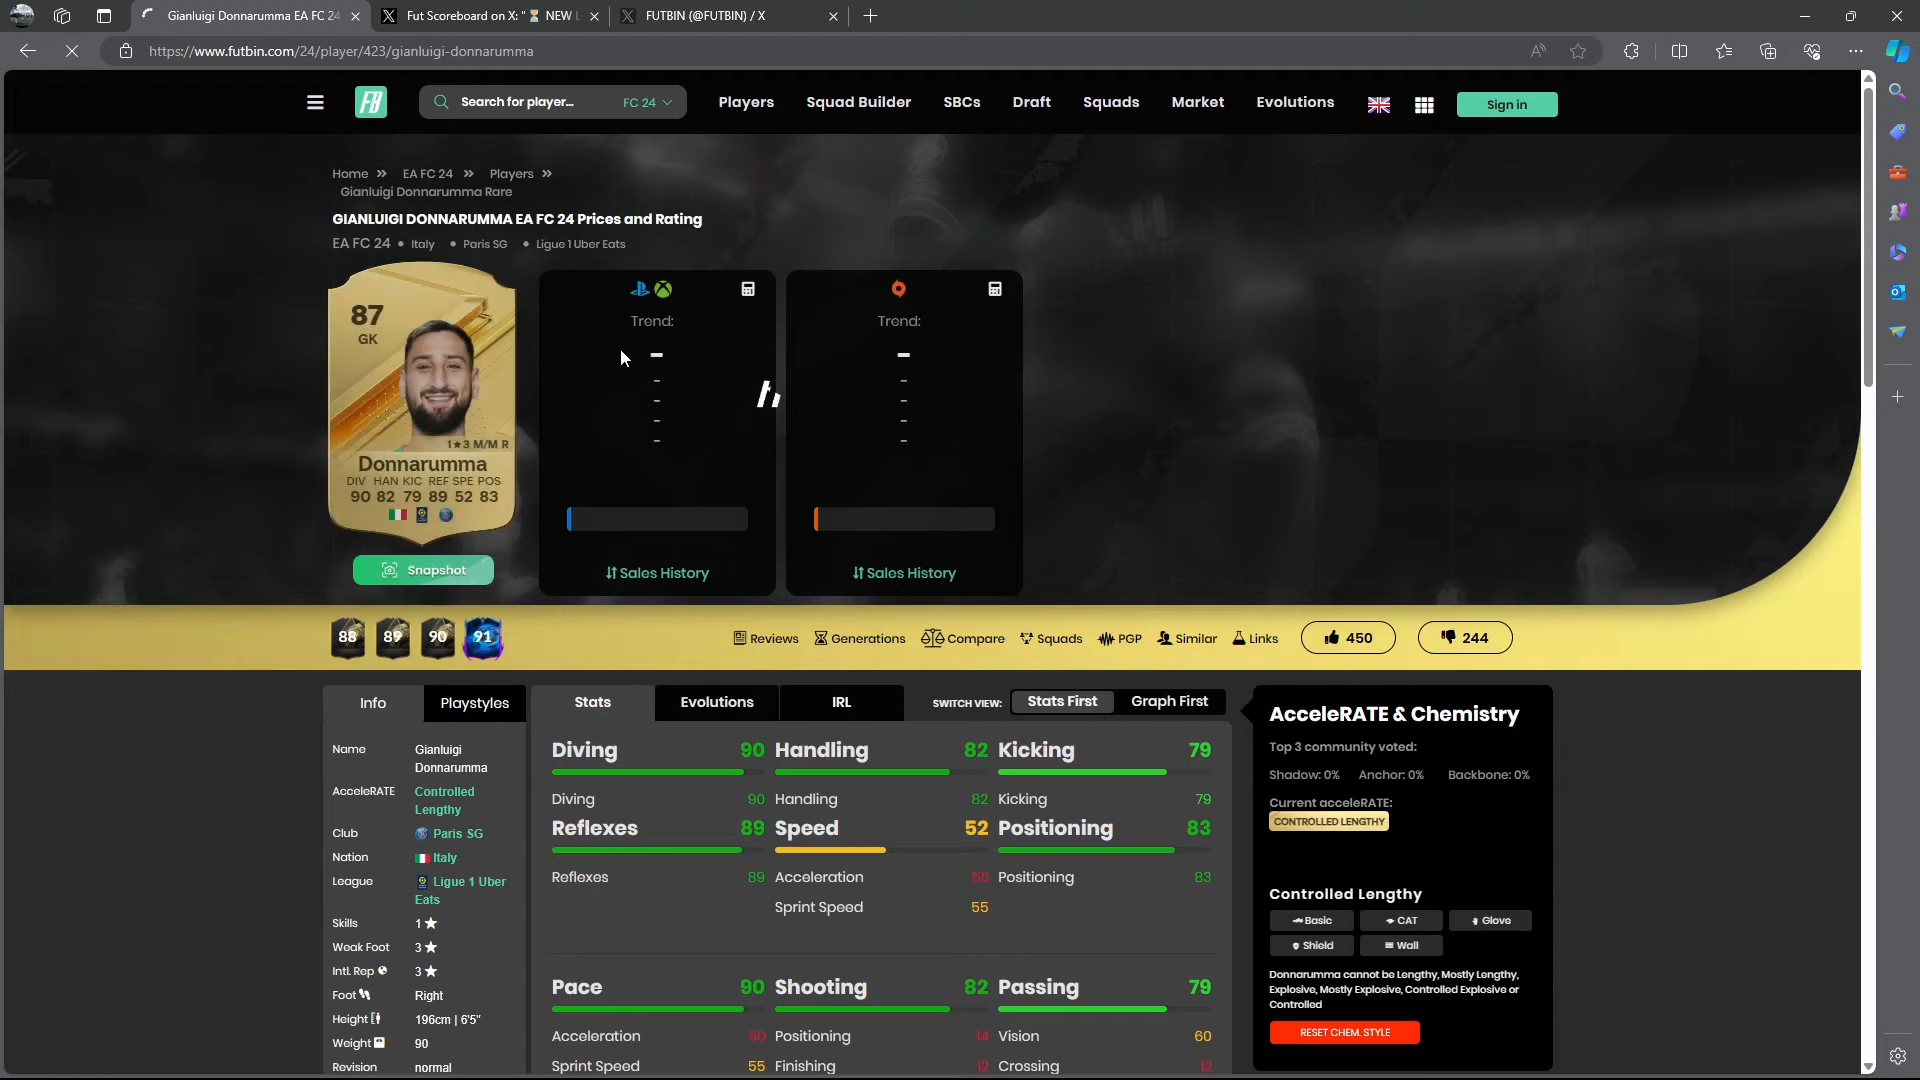 Gianluigi Donnarumma EA FC 24
Fut Scoreboard on X: "⏳ NEW L
FUTBIN (@FUTBIN) / X
https://www.futbin.com/24/player/423/gianluigi-donnarumma
Search for player...
FC 24
Players
Squad Builder
SBCs
Draft
Squads
Market
Evolutions
Sign in
Home » EA FC 24 » Players »
Gianluigi Donnarumma Rare
GIANLUIGI DONNARUMMA EA FC 24 Prices and Rating
EA FC 24 • Italy • Paris SG • Ligue 1 Uber Eats
87
GK
1★3 M/M R
Donnarumma
DIV HAN KIC REF SPE POS
90 82 79 89 52 83
Snapshot
Trend:
-
-
-
-
-
Sales History
Trend:
-
-
-
-
-
Sales History
88 89 90 91
Reviews
Generations
Compare
Squads
PGP
Similar
Links
450
244
Info
Playstyles
Name Gianluigi
Donnarumma
AcceleRATE Controlled
Lengthy
Club Paris SG
Nation Italy
League Ligue 1 Uber
Eats
Skills 1★
Weak Foot 3★
Intl. Rep 3★
Foot Right
Height 196cm | 6'5"
Weight 90
Revision normal
Stats
Evolutions
IRL
SWITCH VIEW:
Stats First
Graph First
Diving 90 Handling 82 Kicking 79
Diving 90 Handling 82 Kicking 79
Reflexes 89 Speed 52 Positioning 83
Reflexes 89 Acceleration 50 Positioning 83
Sprint Speed 55
Pace 90 Shooting 82 Passing 79
Acceleration 50 Positioning 14 Vision 60
Sprint Speed 55 Finishing 12 Crossing 12
AcceleRATE & Chemistry
Top 3 community voted:
Shadow: 0% Anchor: 0% Backbone: 0%
Current acceleRATE:
CONTROLLED LENGTHY
Controlled Lengthy
Basic
CAT
Glove
Shield
Wall
Donnarumma cannot be Lengthy, Mostly Lengthy,
Explosive, Mostly Explosive, Controlled Explosive or
Controlled
RESET CHEM. STYLE